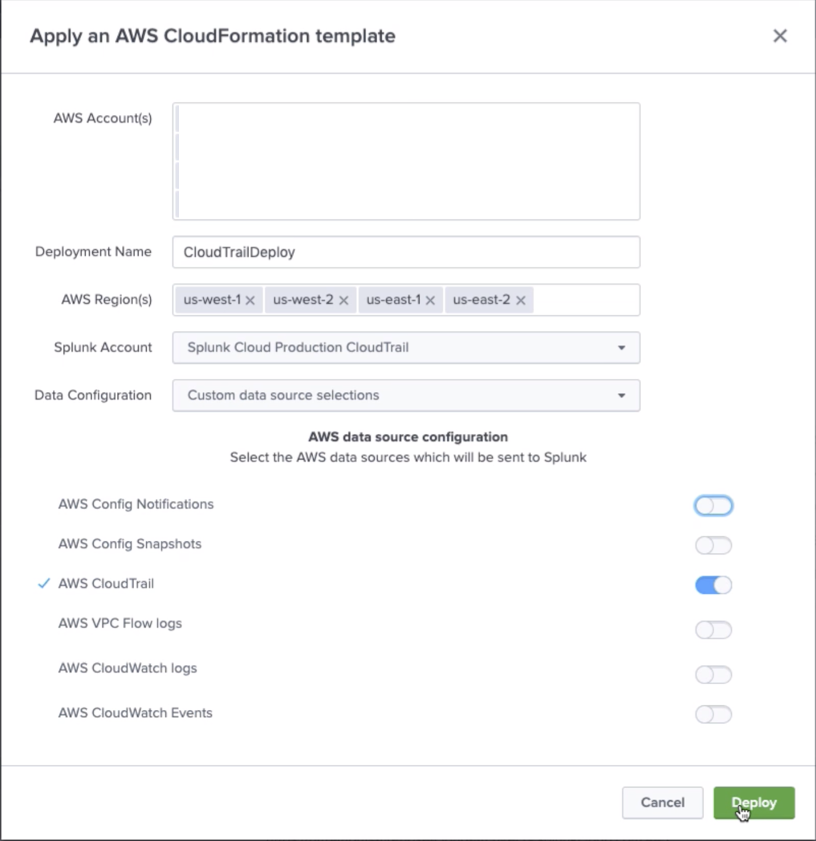 Apply an AWS CloudFormation template
AWS Account(s)
Deployment Name CloudTrailDeploy
AWS Region(s) us-west-1 us-west-2 us-east-1 us-east-2
Splunk Account Splunk Cloud Production CloudTrail
Data Configuration Custom data source selections
AWS data source configuration
Select the AWS data sources which will be sent to Splunk
AWS Config Notifications
AWS Config Snapshots
AWS CloudTrail
AWS VPC Flow logs
AWS CloudWatch logs
AWS CloudWatch Events
Cancel Deploy